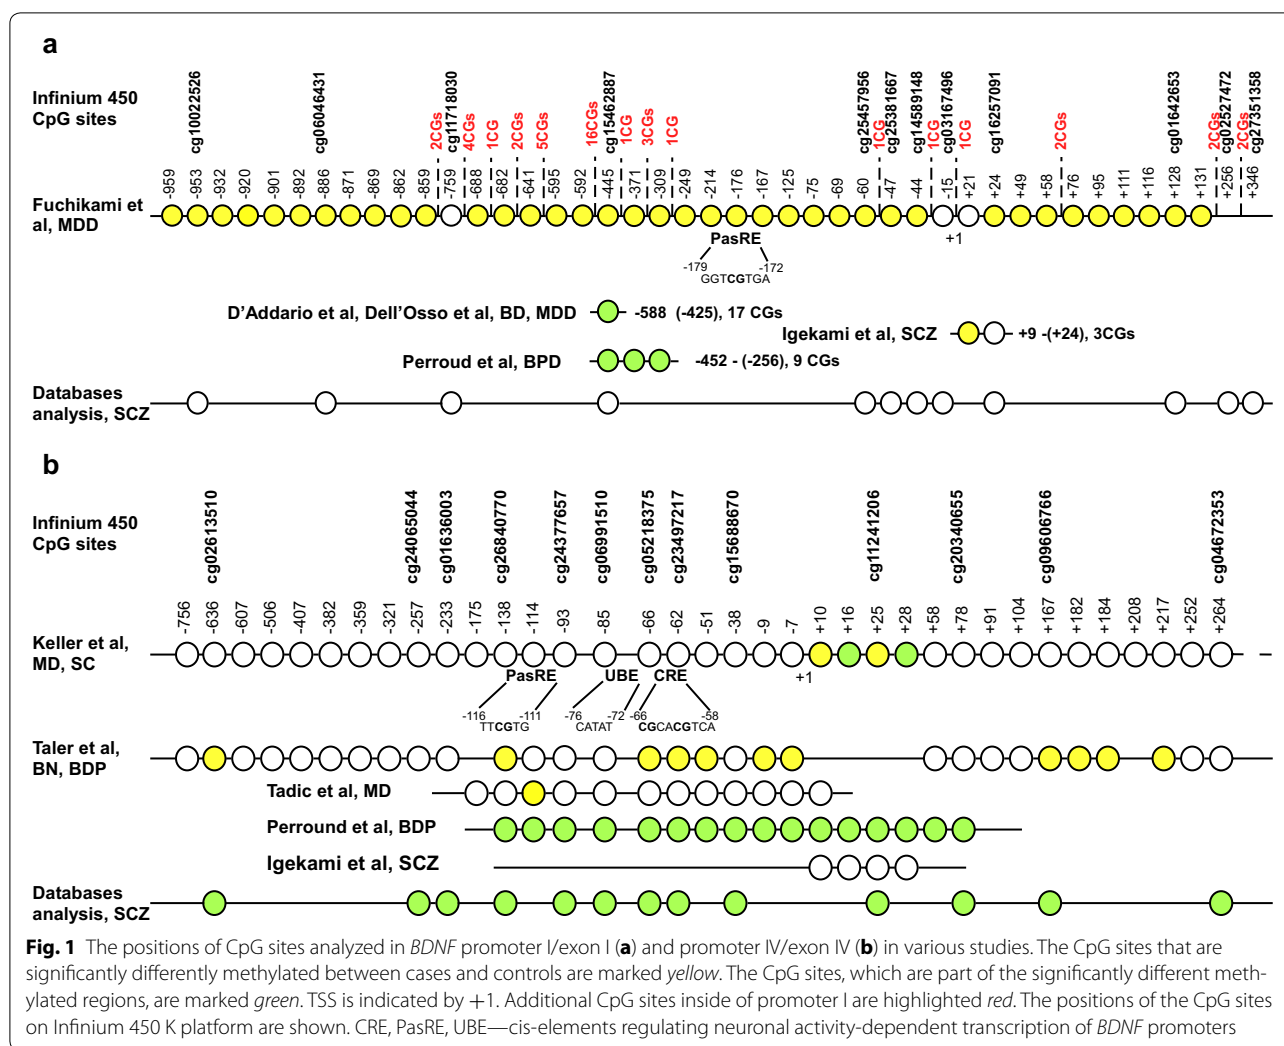 a
Infinium 450
CpG sites
cg10022526
cg06046431
cg11718030
cg15462887
cg25457956
cg25381667
cg14589148
cg03167496
cg16257091
cg01642653
cg02527472
cg27351358
2CGs
4CGs
1CG
2CGs
5CGs
16CGs
1CG
3CGs
1CG
1CG
1CG
1CG
2CGs
2CGs
2CGs
-959 -953 -932 -920 -901 -892 -886 -871 -869 -862 -859 -759 -688 -682 -641 -595 -592 -445 -371 -309 -249 -214 -176 -167 -125 -75 -69 -60 -47 -44 -15 +21 +24 +49 +58 +76 +95 +111 +116 +128 +131 +256 +346
Fuchikami et
al, MDD
PasRE
+1
-179 -172
GGTCGTGA
D'Addario et al, Dell'Osso et al, BD, MDD -588 (-425), 17 CGs
Igekami et al, SCZ +9 -(+24), 3CGs
Perroud et al, BPD -452 - (-256), 9 CGs
Databases
analysis, SCZ
b
Infinium 450
CpG sites
cg02613510
cg24065044
cg01636003
cg26840770
cg24377657
cg06991510
cg05218375
cg23497217
cg15688670
cg11241206
cg20340655
cg09606766
cg04672353
-756 -636 -607 -506 -407 -382 -359 -321 -257 -233 -175 -138 -114 -93 -85 -66 -62 -51 -38 -9 -7 +10 +16 +25 +28 +58 +78 +91 +104 +167 +182 +184 +208 +217 +252 +264
Keller et al,
MD, SC
PasRE UBE CRE +1
-116 -111 -76 -72 -66 -58
TTCGTG CATAT CGCACGTCA
Taler et al,
BN, BDP
Tadic et al, MD
Perround et al, BDP
Igekami et al, SCZ
Databases
analysis, SCZ
Fig. 1 The positions of CpG sites analyzed in BDNF promoter I/exon I (a) and promoter IV/exon IV (b) in various studies. The CpG sites that are
significantly differently methylated between cases and controls are marked yellow. The CpG sites, which are part of the significantly different meth-
ylated regions, are marked green. TSS is indicated by +1. Additional CpG sites inside of promoter I are highlighted red. The positions of the CpG sites
on Infinium 450 K platform are shown. CRE, PasRE, UBE—cis-elements regulating neuronal activity-dependent transcription of BDNF promoters